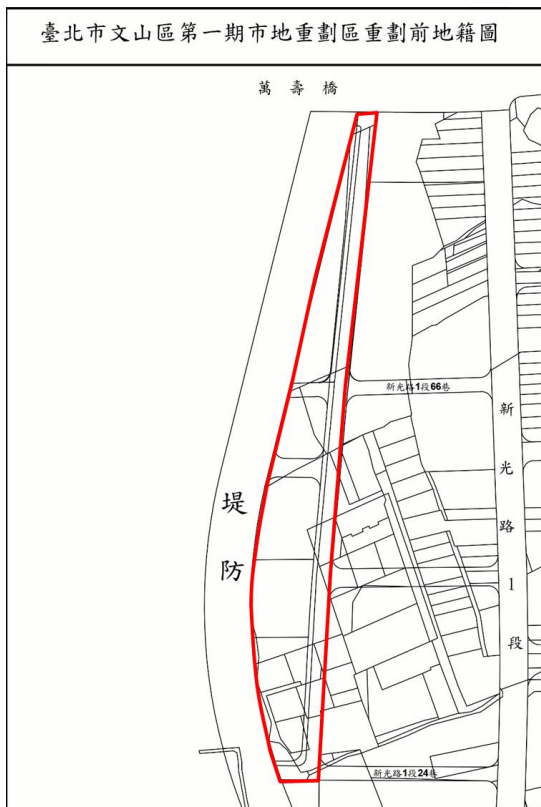 臺北市文山區第一期市地重劃區重劃前地籍圖
萬壽橋
新光路1段66巷
新光路1段
堤防
新光路1段24巷